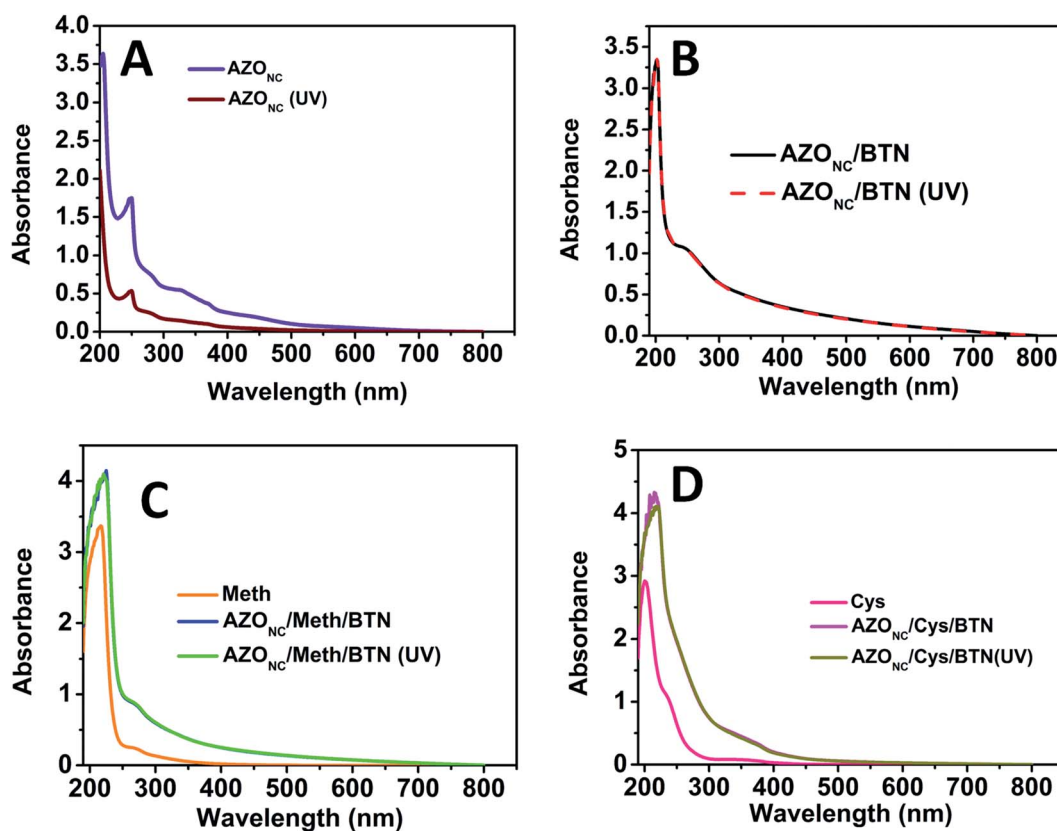 A
AZO_NC
AZO_NC (UV)
Absorbance
4.0
3.5
3.0
2.5
2.0
1.5
1.0
0.5
0.0
200 300 400 500 600 700 800
Wavelength (nm)
B
AZO_NC/BTN
AZO_NC/BTN (UV)
Absorbance
3.5
3.0
2.5
2.0
1.5
1.0
0.5
0.0
200 300 400 500 600 700 800
Wavelength (nm)
C
Meth
AZO_NC/Meth/BTN
AZO_NC/Meth/BTN (UV)
Absorbance
4
3
2
1
0
200 300 400 500 600 700 800
Wavelength (nm)
D
Cys
AZO_NC/Cys/BTN
AZO_NC/Cys/BTN(UV)
Absorbance
5
4
3
2
1
0
200 300 400 500 600 700 800
Wavelength (nm)